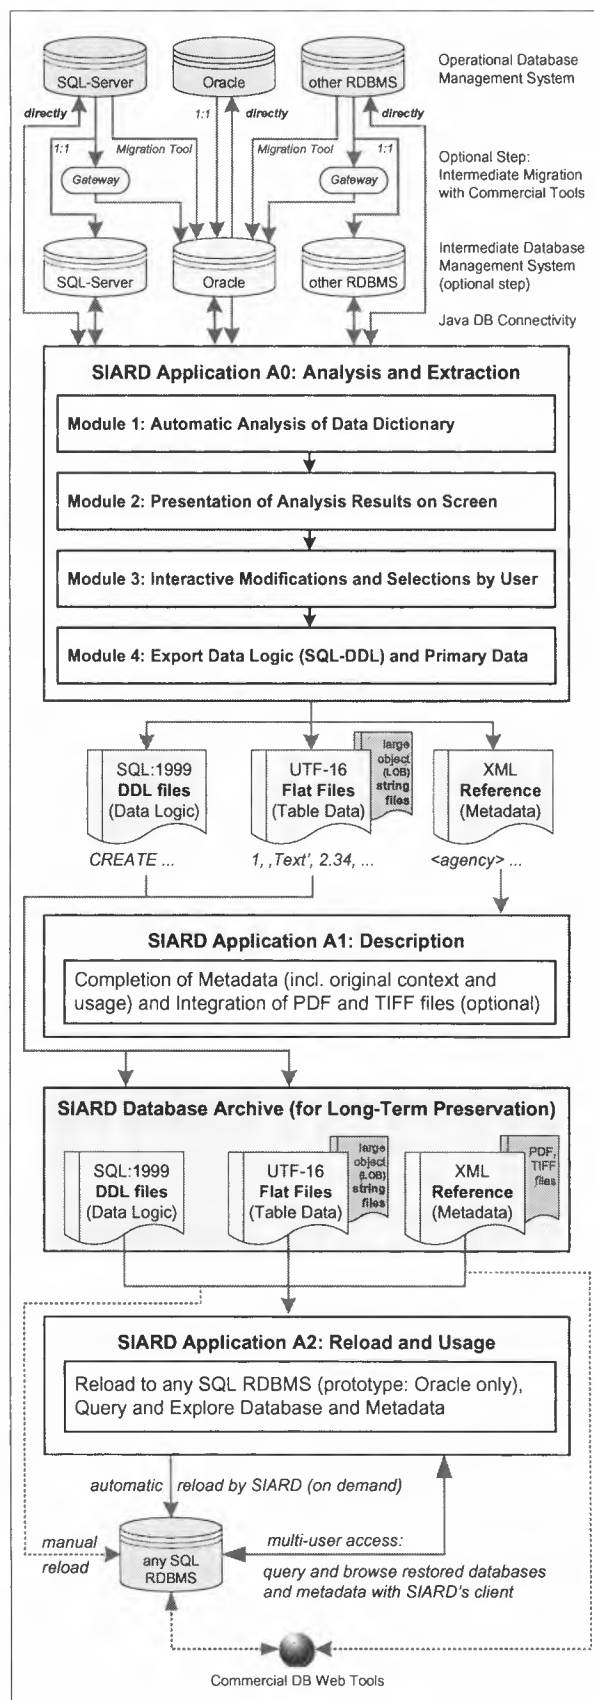 SQL-Server
Oracle
other RDBMS
Operational Database
Management System
directly
1:1
directly
directly
1:1
Migration Tool
Migration Tool
1:1
Gateway
Gateway
Optional Step:
Intermediate Migration
with Commercial Tools
SQL-Server
Oracle
other RDBMS
Intermediate Database
Management System
(optional step)
Java DB Connectivity
SIARD Application A0: Analysis and Extraction
Module 1: Automatic Analysis of Data Dictionary
Module 2: Presentation of Analysis Results on Screen
Module 3: Interactive Modifications and Selections by User
Module 4: Export Data Logic (SQL-DDL) and Primary Data
SQL:1999
DDL files
(Data Logic)
UTF-16
Flat Files
(Table Data)
large
object
(LOB)
string
files
XML
Reference
(Metadata)
CREATE ...
1, ,Text', 2.34, ...
<agency> ...
SIARD Application A1: Description
Completion of Metadata (incl. original context and
usage) and Integration of PDF and TIFF files (optional)
SIARD Database Archive (for Long-Term Preservation)
SQL:1999
DDL files
(Data Logic)
UTF-16
Flat Files
(Table Data)
large
object
(LOB)
string
files
XML
Reference
(Metadata)
PDF,
TIFF
files
SIARD Application A2: Reload and Usage
Reload to any SQL RDBMS (prototype: Oracle only),
Query and Explore Database and Metadata
automatic reload by SIARD (on demand)
manual
reload
any SQL
RDBMS
multi-user access:
query and browse restored databases
and metadata with SIARD's client
Commercial DB Web Tools